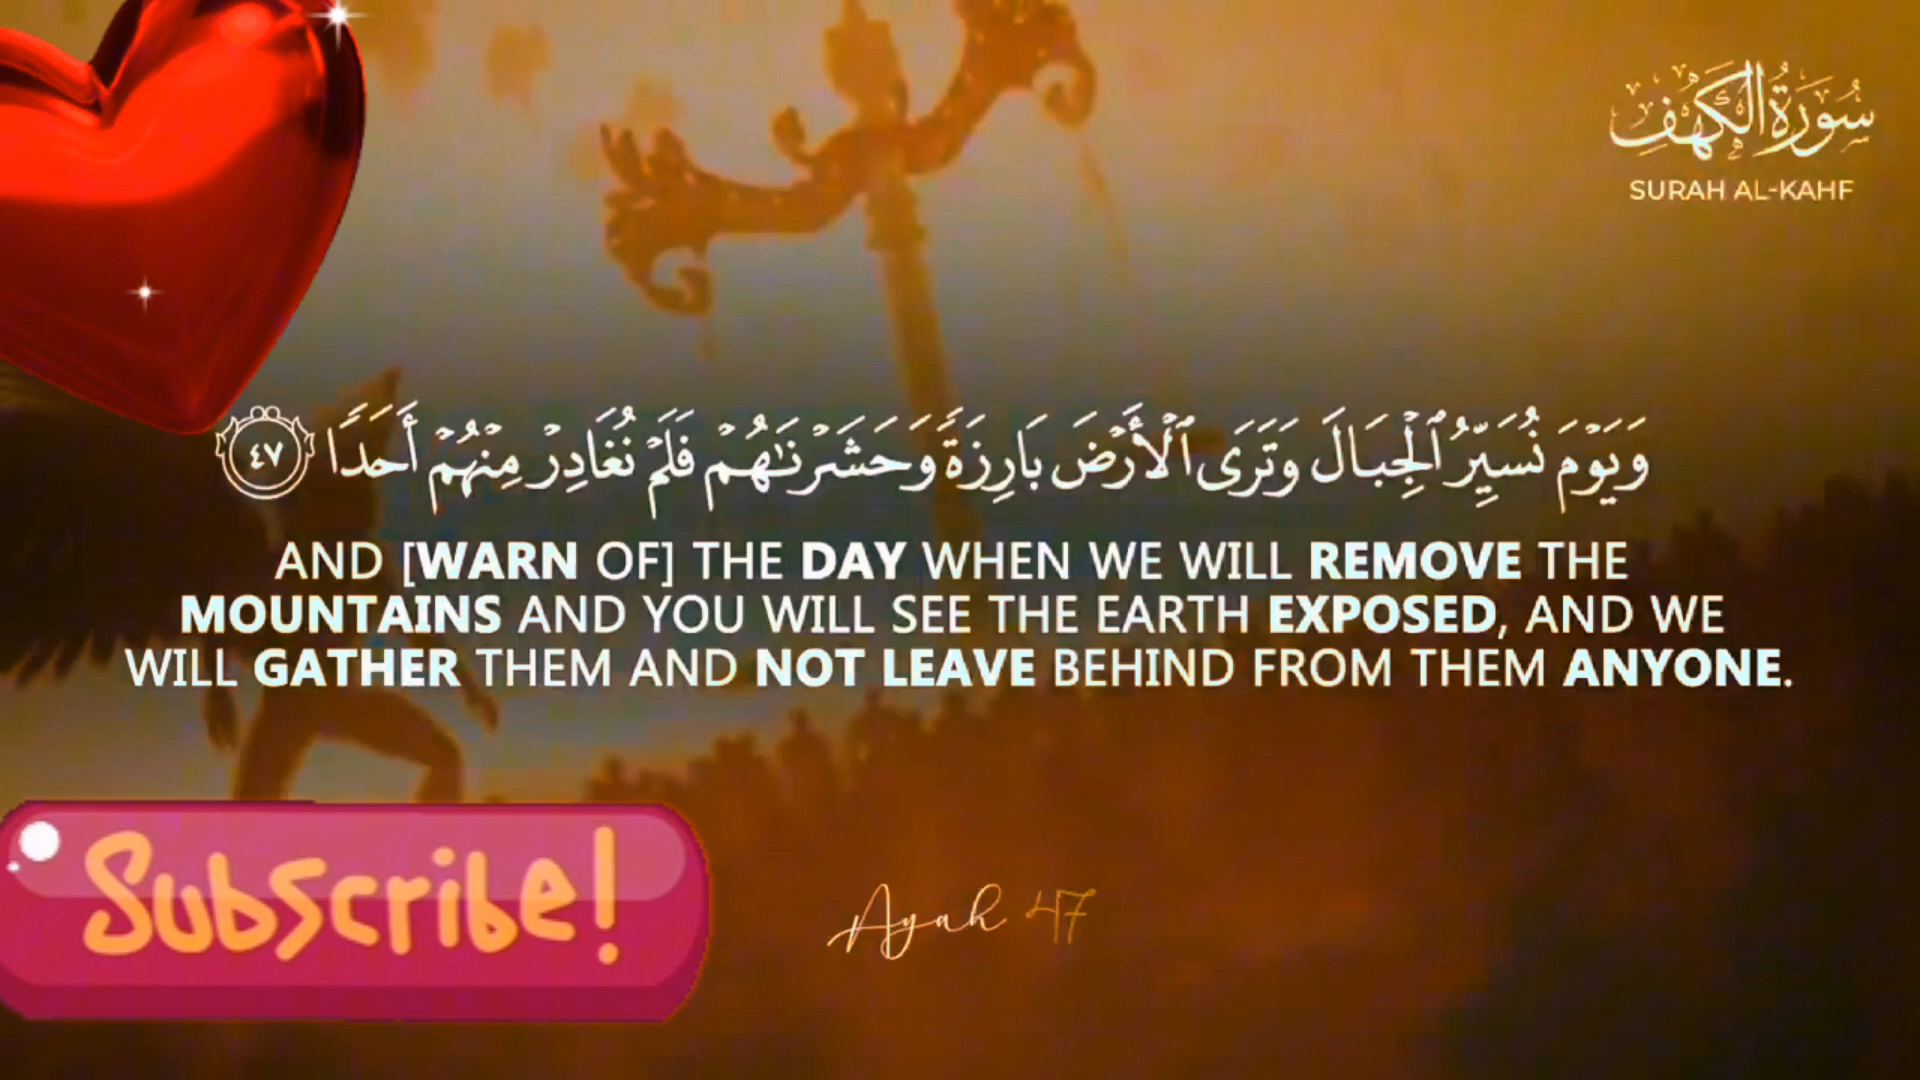 سُورَةُ الكَهْفِ
SURAH AL-KAHF
وَيَوْمَ نُسَيِّرُ ٱلْجِبَالَ وَتَرَى ٱلْأَرْضَ بَارِزَةً وَحَشَرْنَـٰهُمْ فَلَمْ نُغَادِرْ مِنْهُمْ أَحَدًا ٤٧
AND [WARN OF] THE DAY WHEN WE WILL REMOVE THE
MOUNTAINS AND YOU WILL SEE THE EARTH EXPOSED, AND WE
WILL GATHER THEM AND NOT LEAVE BEHIND FROM THEM ANYONE.
Subscribe!
Ayah 47